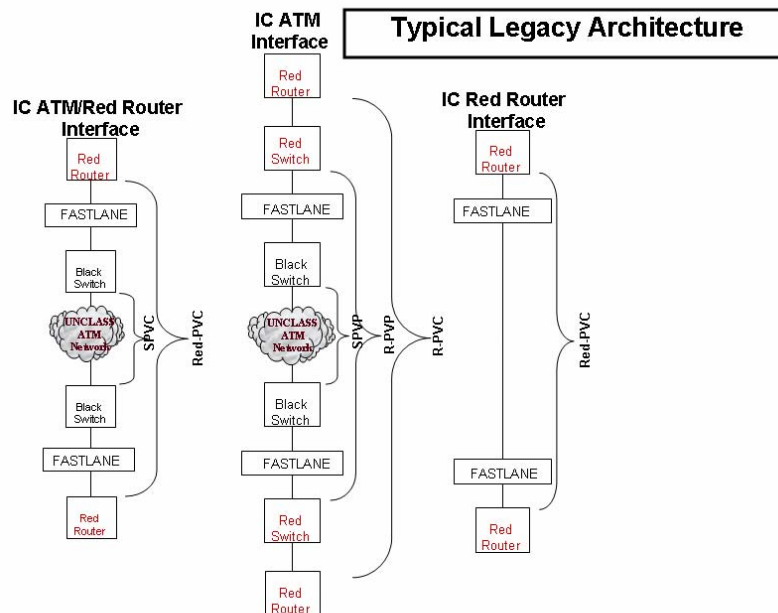 Typical Legacy Architecture
IC ATM/Red Router
Interface
Red
Router
FASTLANE
Black
Switch
UNCLASS
ATM
Network
Black
Switch
FASTLANE
Red
Router
SPVC
Red-PVC
IC ATM
Interface
Red
Router
Red
Switch
FASTLANE
Black
Switch
UNCLASS
ATM
Network
Black
Switch
FASTLANE
Red
Switch
Red
Router
SPVP
R-PVP
R-PVC
IC Red Router
Interface
Red
Router
FASTLANE
FASTLANE
Red
Router
Red-PVC